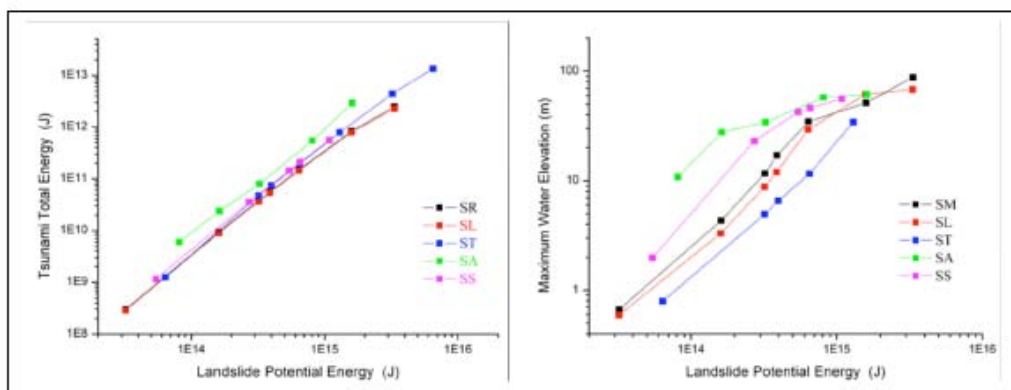 Tsunami Total Energy (J)
1E13
1E12
1E11
1E10
1E9
1E8
SR
SL
ST
SA
SS
1E14
1E15
1E16
Landslide Potential Energy (J)
Maximum Water Elevation (m)
100
10
1
SM
SL
ST
SA
SS
1E14
1E15
1E16
Landslide Potential Energy (J)